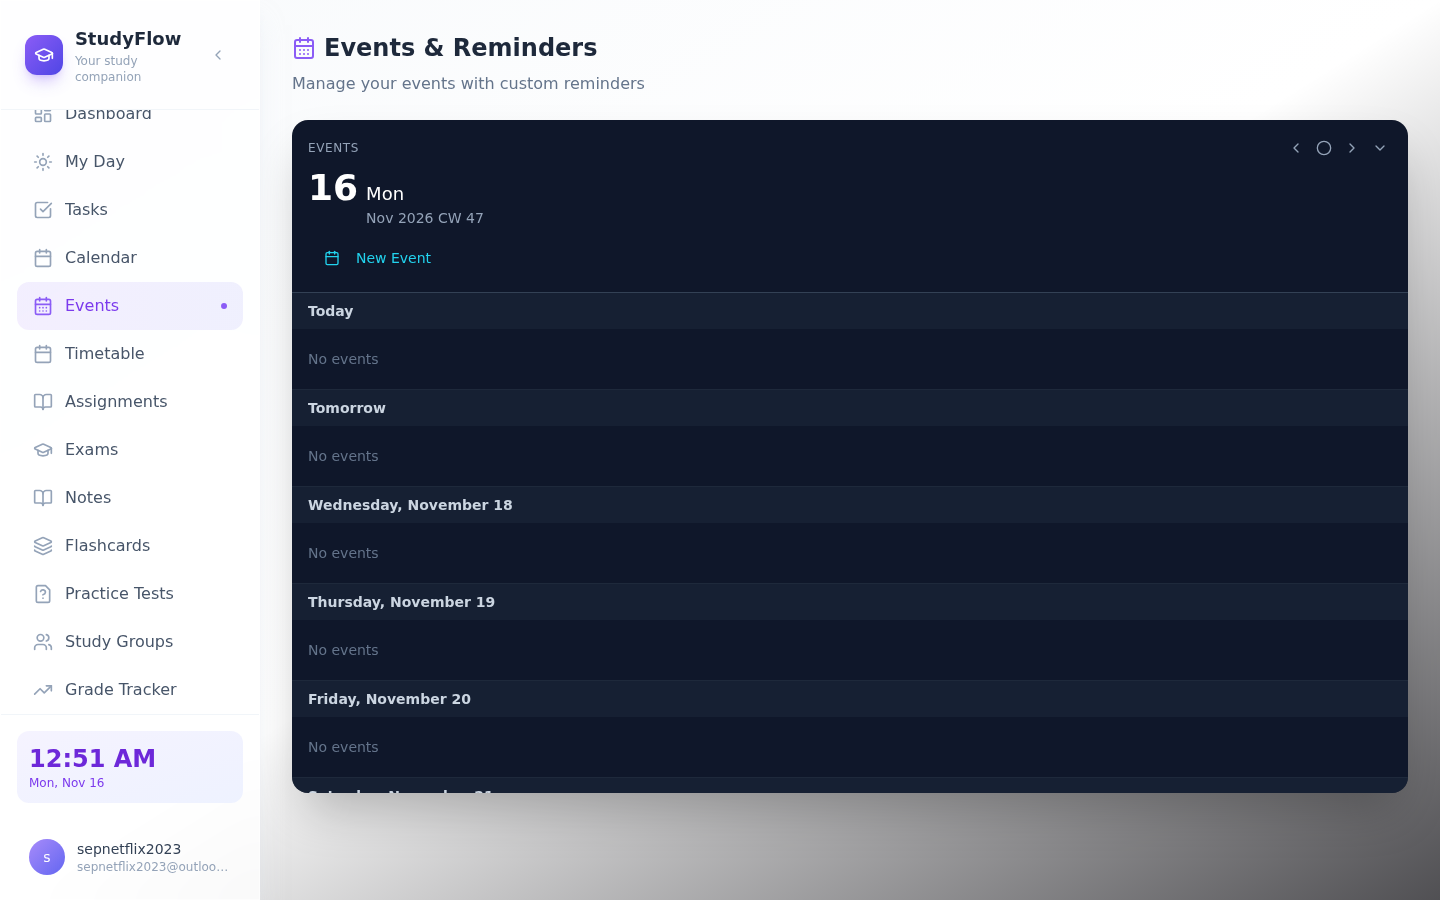 StudyFlow
Your study
companion
Dashboard
My Day
Tasks
Calendar
Events
Timetable
Assignments
Exams
Notes
Flashcards
Practice Tests
Study Groups
Grade Tracker
12:51 AM
Mon, Nov 16
s
sepnetflix2023
sepnetflix2023@outloo...
Events & Reminders
Manage your events with custom reminders
EVENTS
16 Mon
Nov 2026 CW 47
New Event
Today
No events
Tomorrow
No events
Wednesday, November 18
No events
Thursday, November 19
No events
Friday, November 20
No events
Saturday, November 21